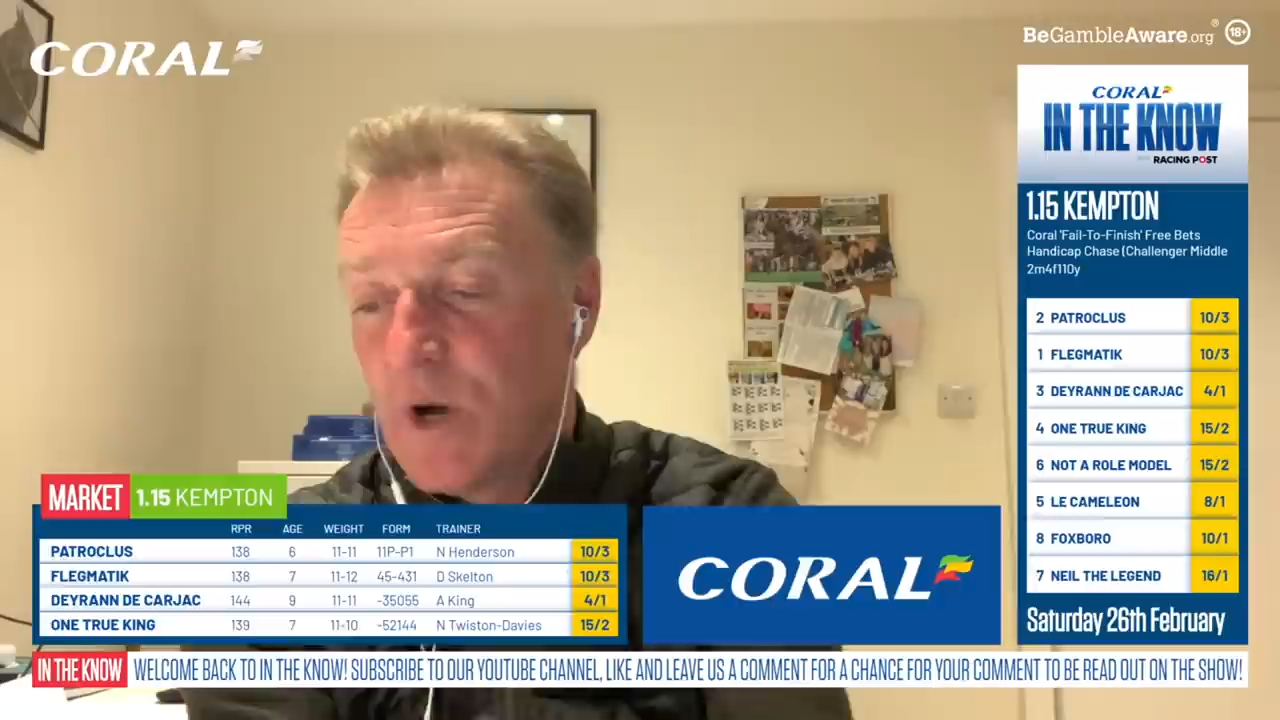 CORAL
BeGambleAware.org® 18+
CORAL
IN THE KNOW
RACING POST
1.15 KEMPTON
Coral 'Fail-To-Finish' Free Bets
Handicap Chase (Challenger Middle
2m4f110y
2 PATROCLUS 10/3
1 FLEGMATIK 10/3
3 DEYRANN DE CARJAC 4/1
4 ONE TRUE KING 15/2
6 NOT A ROLE MODEL 15/2
5 LE CAMELEON 8/1
8 FOXBORO 10/1
7 NEIL THE LEGEND 16/1
Saturday 26th February
MARKET 1.15 KEMPTON
RPR AGE WEIGHT FORM TRAINER
PATROCLUS 138 6 11-11 11P-P1 N Henderson 10/3
FLEGMATIK 138 7 11-12 45-431 D Skelton 10/3
DEYRANN DE CARJAC 144 9 11-11 -35055 A King 4/1
ONE TRUE KING 139 7 11-10 -52144 N Twiston-Davies 15/2
CORAL
IN THE KNOW WELCOME BACK TO IN THE KNOW! SUBSCRIBE TO OUR YOUTUBE CHANNEL, LIKE AND LEAVE US A COMMENT FOR A CHANCE FOR YOUR COMMENT TO BE READ OUT ON THE SHOW!